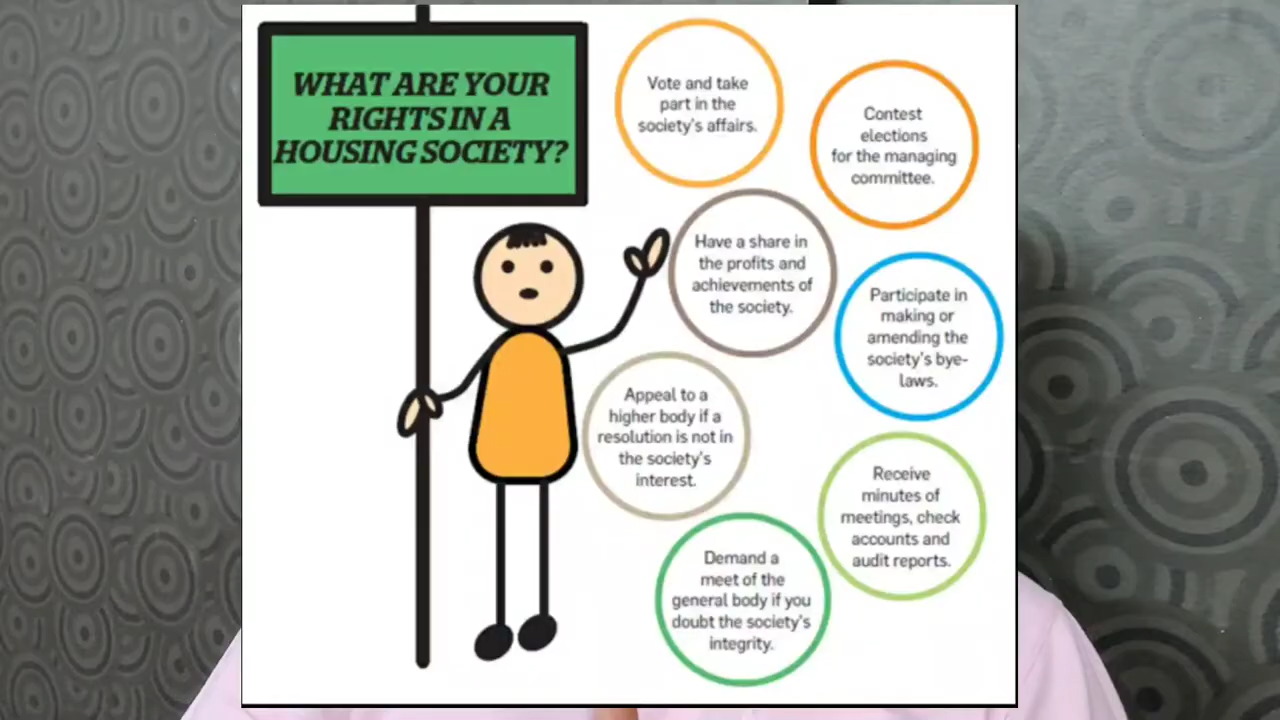 WHAT ARE YOUR
RIGHTS IN A
HOUSING SOCIETY?
Vote and take
part in the
society's affairs.
Contest
elections
for the managing
committee.
Have a share in
the profits and
achievements of
the society.
Participate in
making or
amending the
society's bye-
laws.
Appeal to a
higher body if a
resolution is not in
the society's
interest.
Receive
minutes of
meetings, check
accounts and
audit reports.
Demand a
meet of the
general body if you
doubt the society's
integrity.